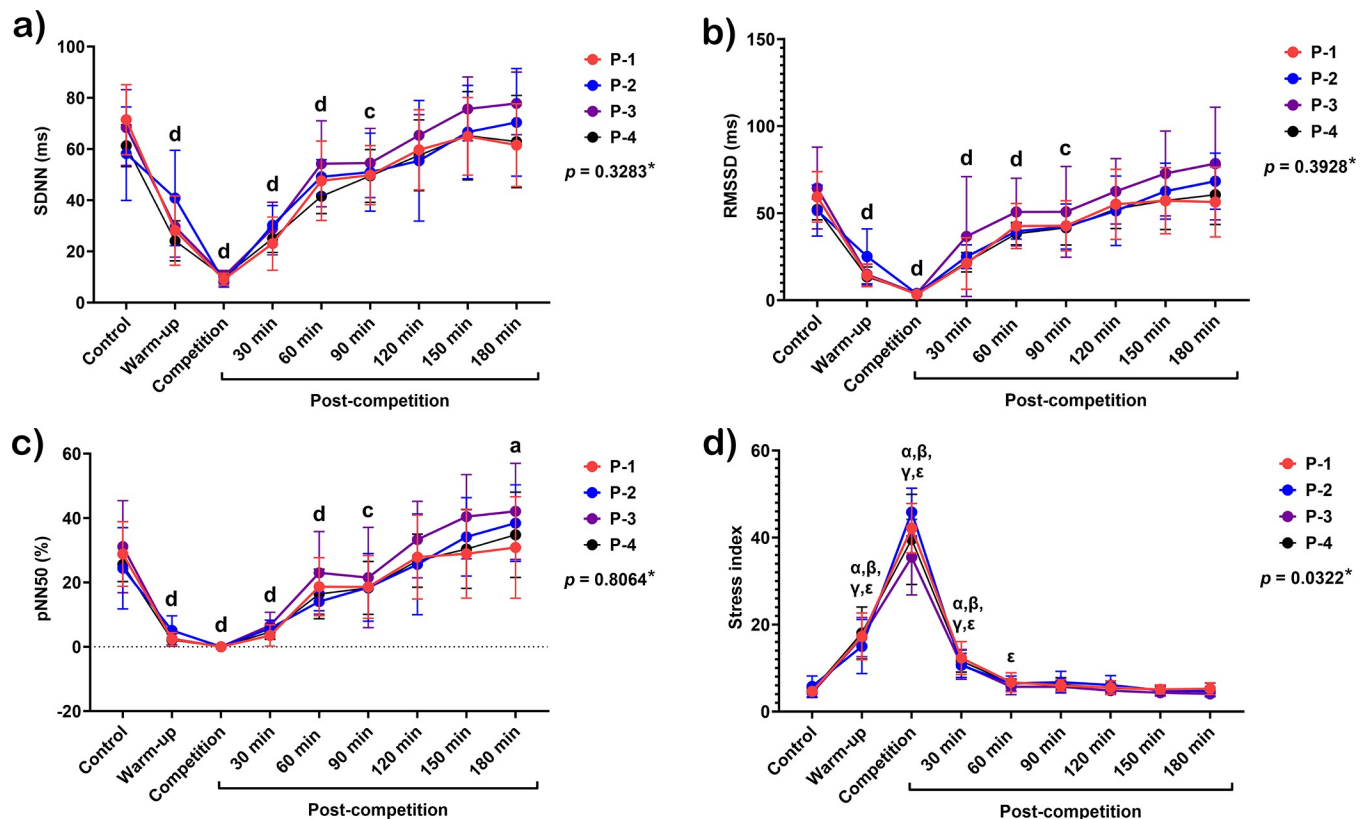 a)
100
80
60
40
20
0
SDNN (ms)
d
d
d
d
c
P-1
P-2
P-3
P-4
p = 0.3283*
Control
Warm-up
Competition
30 min
60 min
90 min
120 min
150 min
180 min
Post-competition
b)
150
100
50
0
RMSSD (ms)
d
d
d
d
c
P-1
P-2
P-3
P-4
p = 0.3928*
Control
Warm-up
Competition
30 min
60 min
90 min
120 min
150 min
180 min
Post-competition
c)
60
40
20
0
-20
pNN50 (%)
d
d
d
d
c
a
P-1
P-2
P-3
P-4
p = 0.8064*
Control
Warm-up
Competition
30 min
60 min
90 min
120 min
150 min
180 min
Post-competition
d)
60
40
20
0
Stress index
α,β,
γ,ε
α,β,
γ,ε
α,β,
γ,ε
ε
P-1
P-2
P-3
P-4
p = 0.0322*
Control
Warm-up
Competition
30 min
60 min
90 min
120 min
150 min
180 min
Post-competition